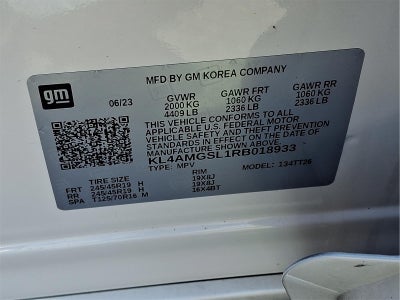 gm
MFD BY GM KOREA COMPANY
06/23 GVWR GAWR FRT GAWR RR
2000 KG 1060 KG 1060 KG
4409 LB 2336 LB 2336 LB
THIS VEHICLE CONFORMS TO ALL
APPLICABLE U.S. FEDERAL MOTOR
VEHICLE SAFETY AND THEFT PREVENTION
STANDARDS IN EFFECT ON THE DATE OF
MANUFACTURE SHOWN ABOVE.
KL4AMGSL1RB018933
TYPE: MPV MODEL: 134TT26
TIRE SIZE RIM
FRT 245/45R19 H 19X8J
RR 245/45R19 H 19X8J
SPA T125/70R16 M 16X4BT